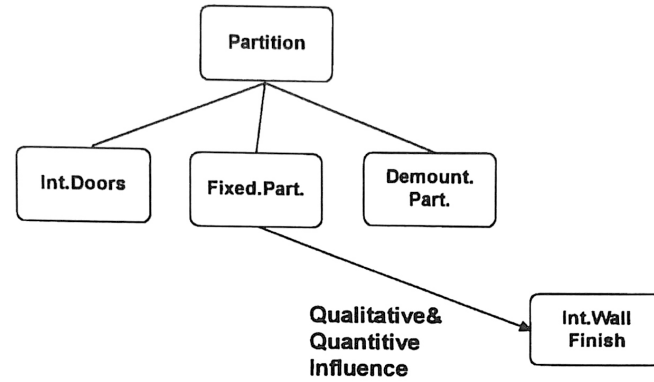 Partition
Int.Doors
Fixed.Part.
Demount.
Part.
Qualitative&
Quantitive
Influence
Int.Wall
Finish